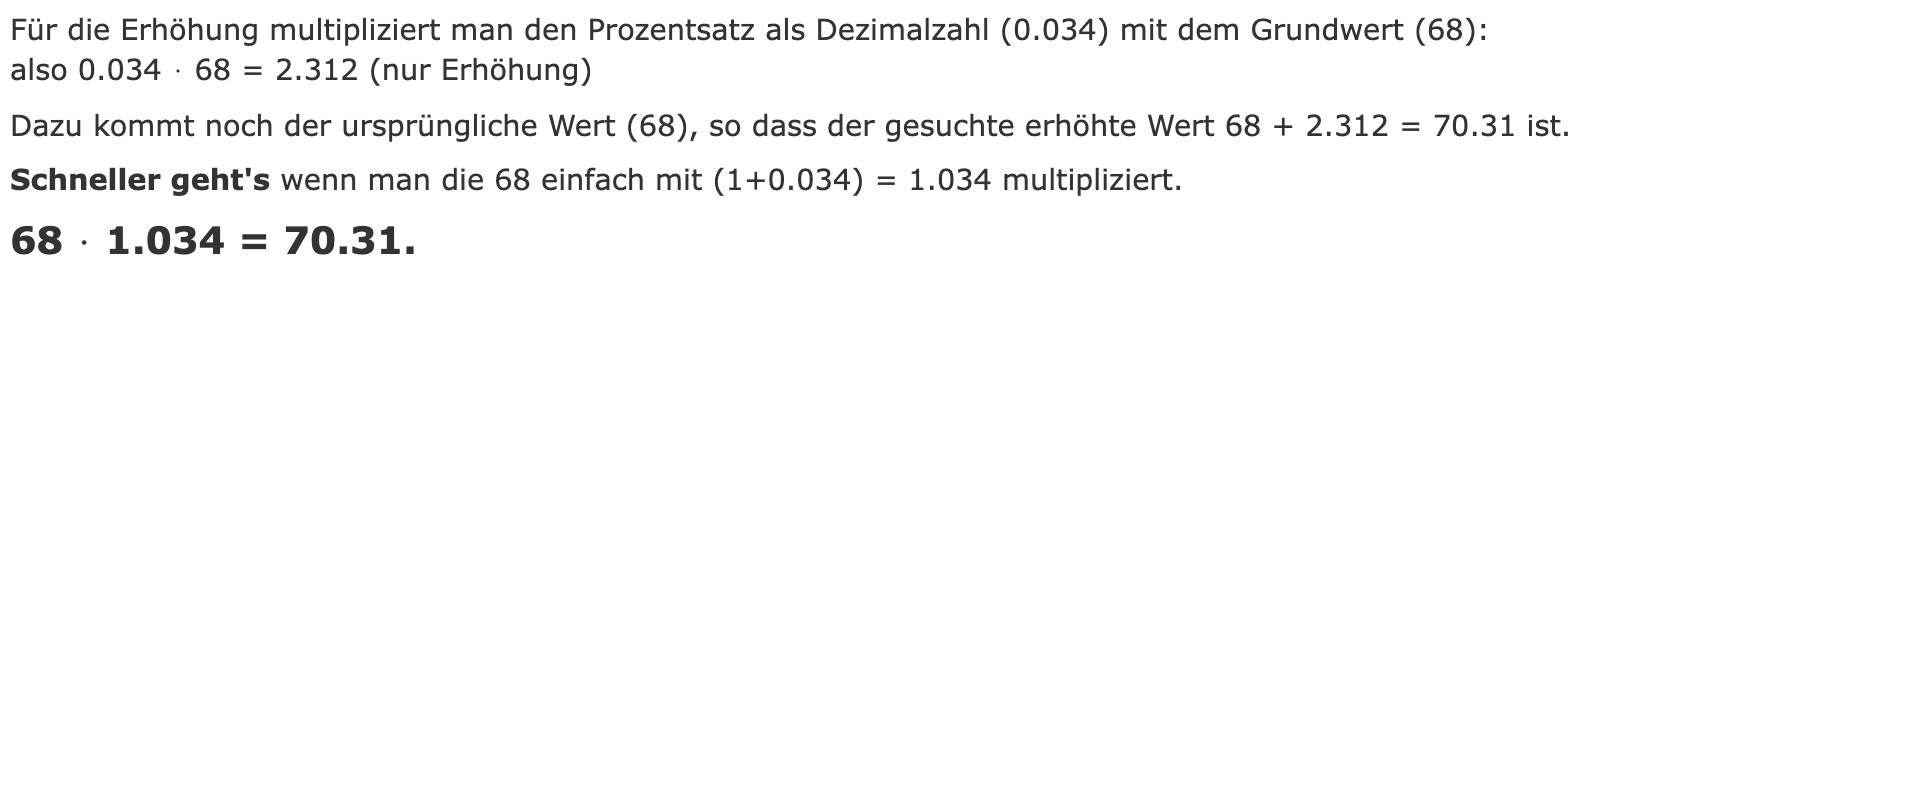 Für die Erhöhung multipliziert man den Prozentsatz als Dezimalzahl (0.034) mit dem Grundwert (68):
also 0.034 · 68 = 2.312 (nur Erhöhung)
Dazu kommt noch der ursprüngliche Wert (68), so dass der gesuchte erhöhte Wert 68 + 2.312 = 70.31 ist.
Schneller geht's wenn man die 68 einfach mit (1+0.034) = 1.034 multipliziert.
68 · 1.034 = 70.31.